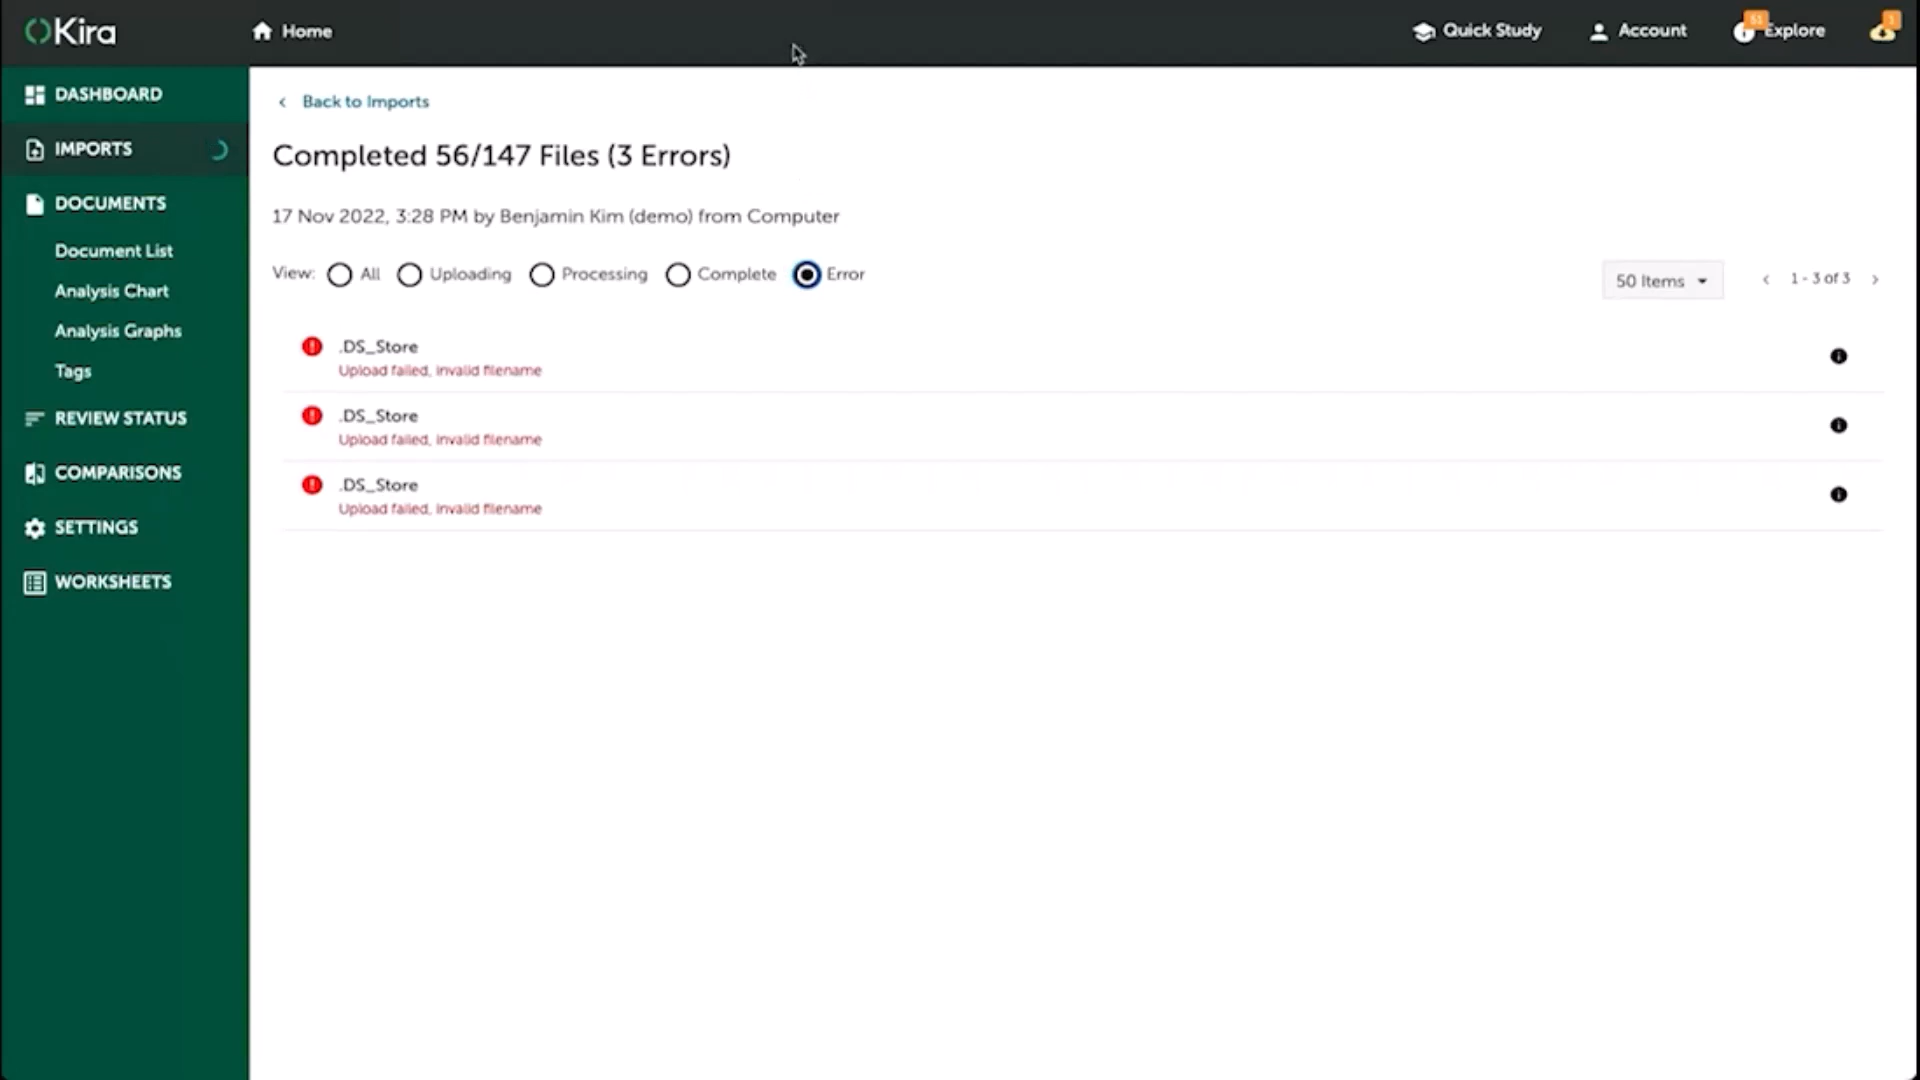 Kira
Home
Quick Study
Account
51
Explore
3
DASHBOARD
IMPORTS
DOCUMENTS
Document List
Analysis Chart
Analysis Graphs
Tags
REVIEW STATUS
COMPARISONS
SETTINGS
WORKSHEETS
Back to Imports
Completed 56/147 Files (3 Errors)
17 Nov 2022, 3:28 PM by Benjamin Kim (demo) from Computer
View: All Uploading Processing Complete Error
50 Items
1 - 3 of 3
.DS_Store
Upload failed, invalid filename
.DS_Store
Upload failed, invalid filename
.DS_Store
Upload failed, invalid filename